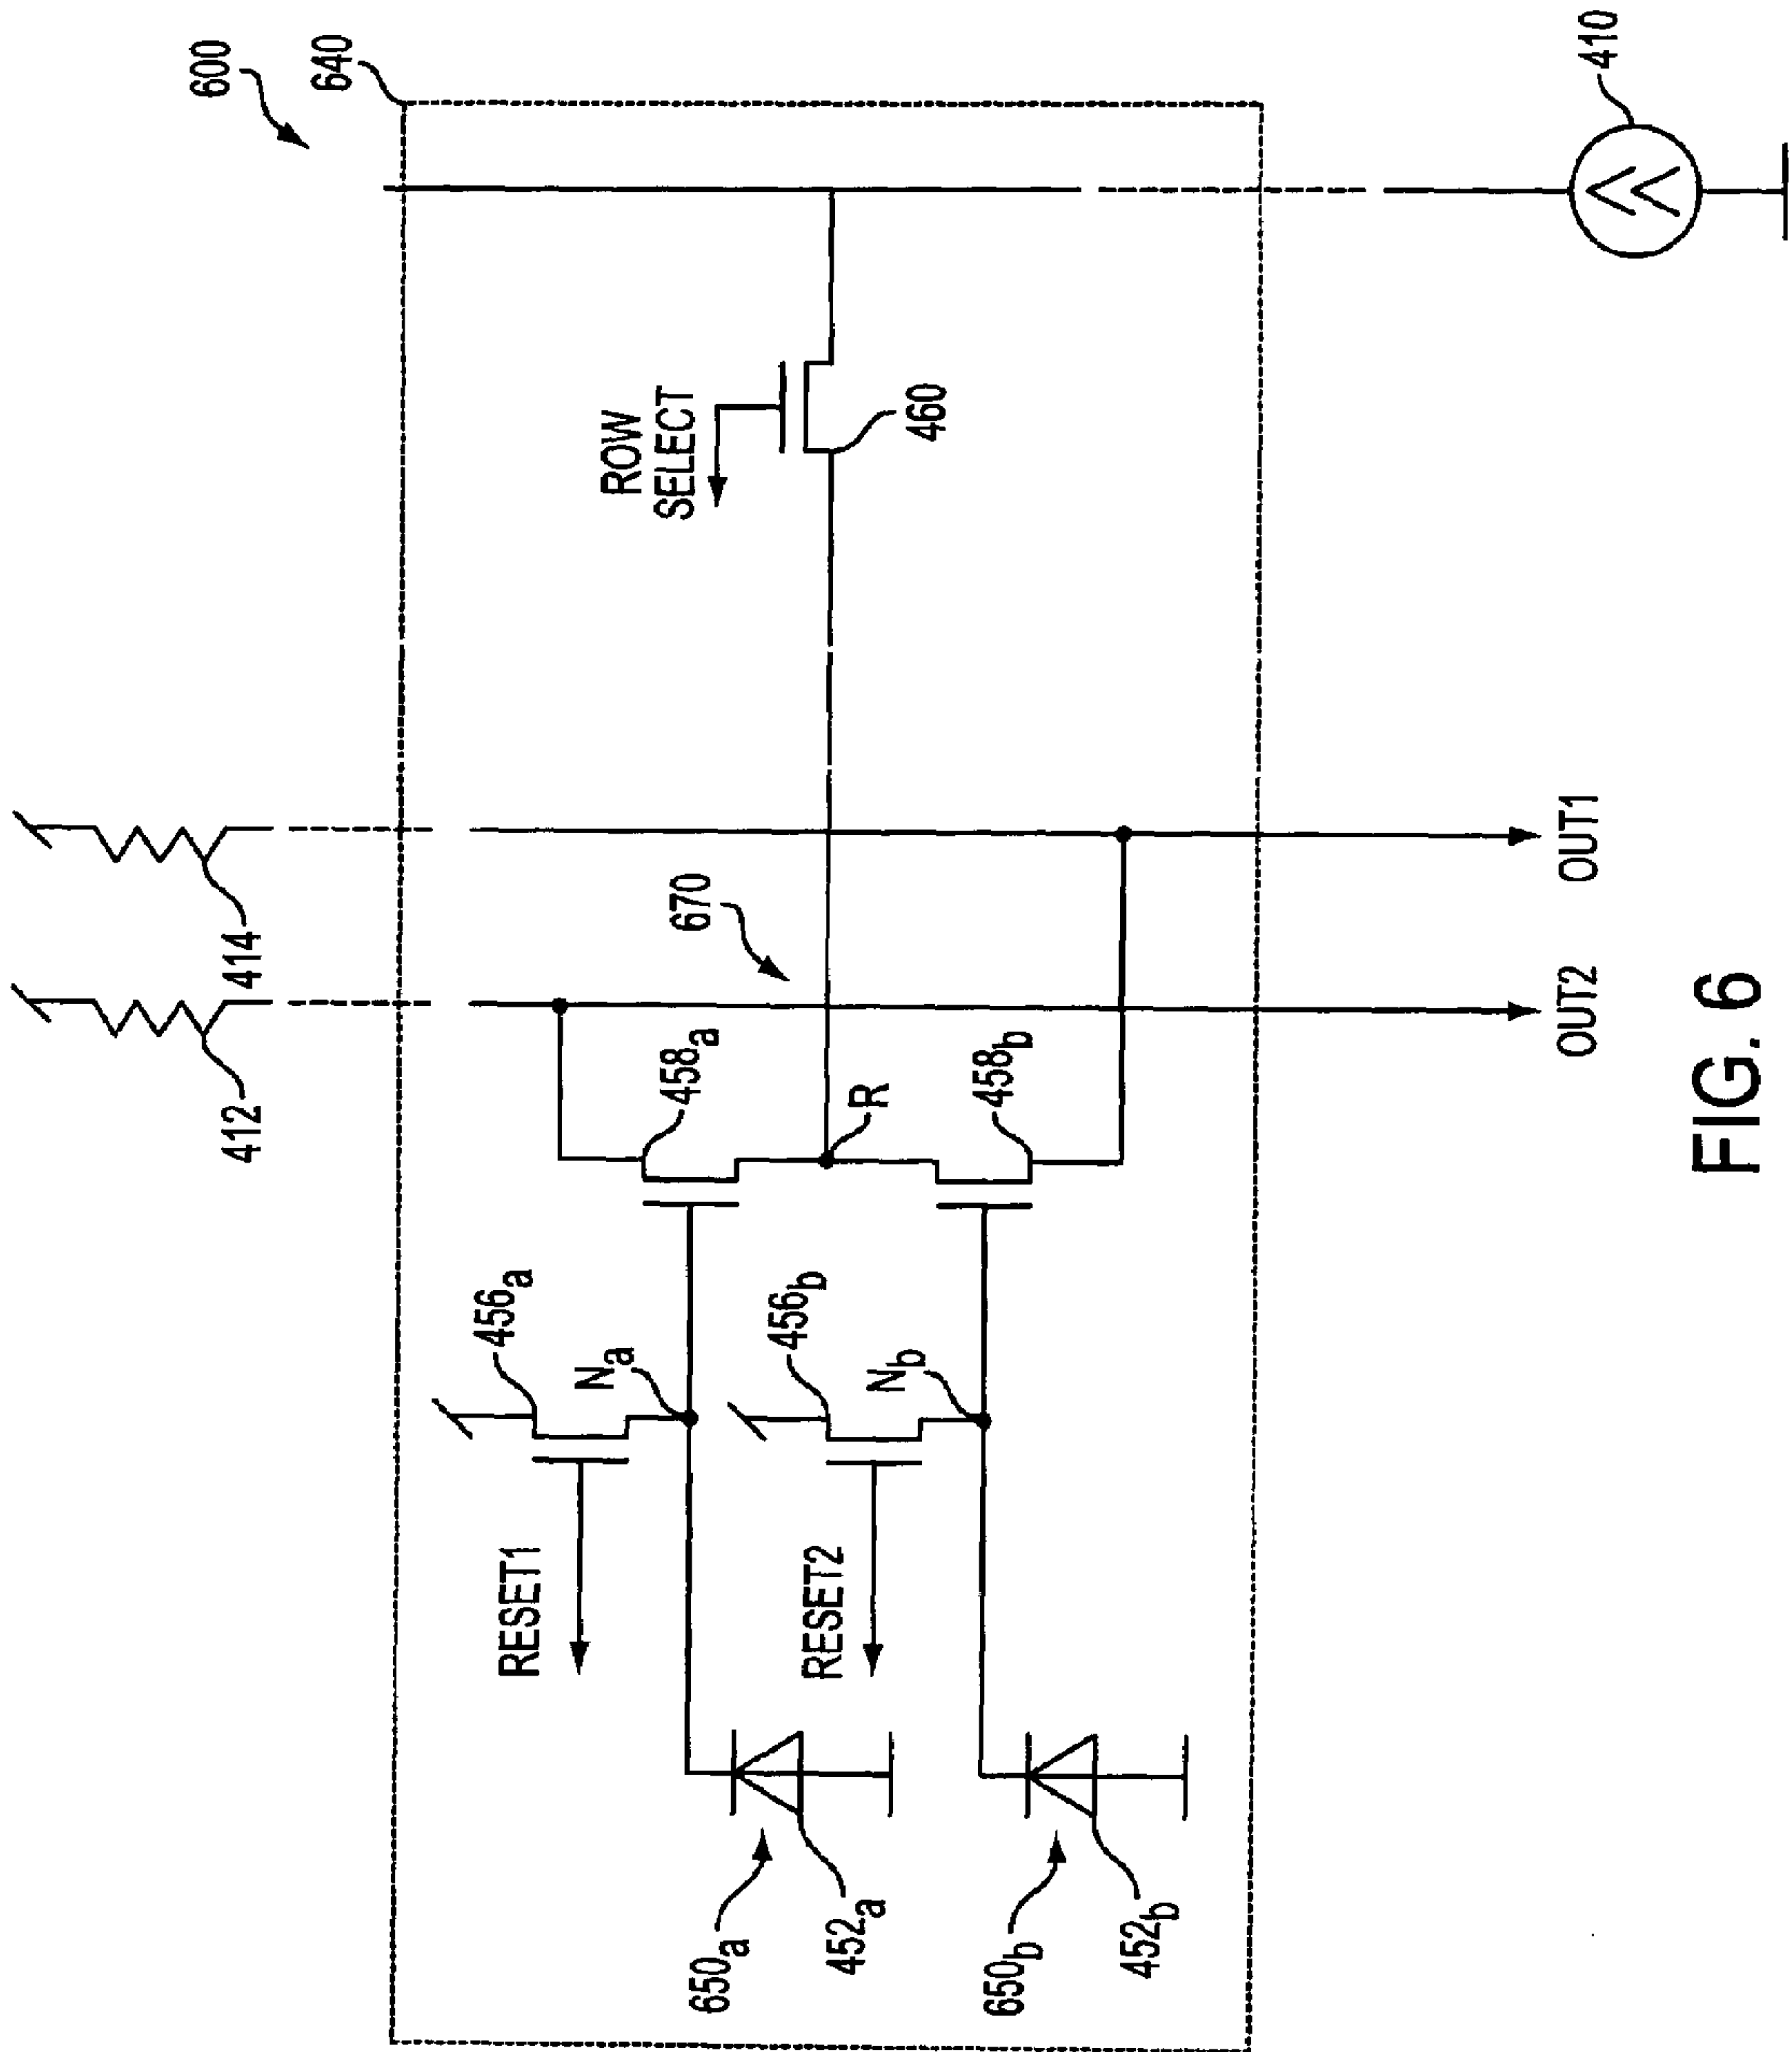 600
640
412
414
456a
RESET1
Na
458a
670
ROW
SELECT
460
R
650a
452a
456b
RESET2
Nb
458b
650b
452b
OUT2
OUT1
410
FIG. 6